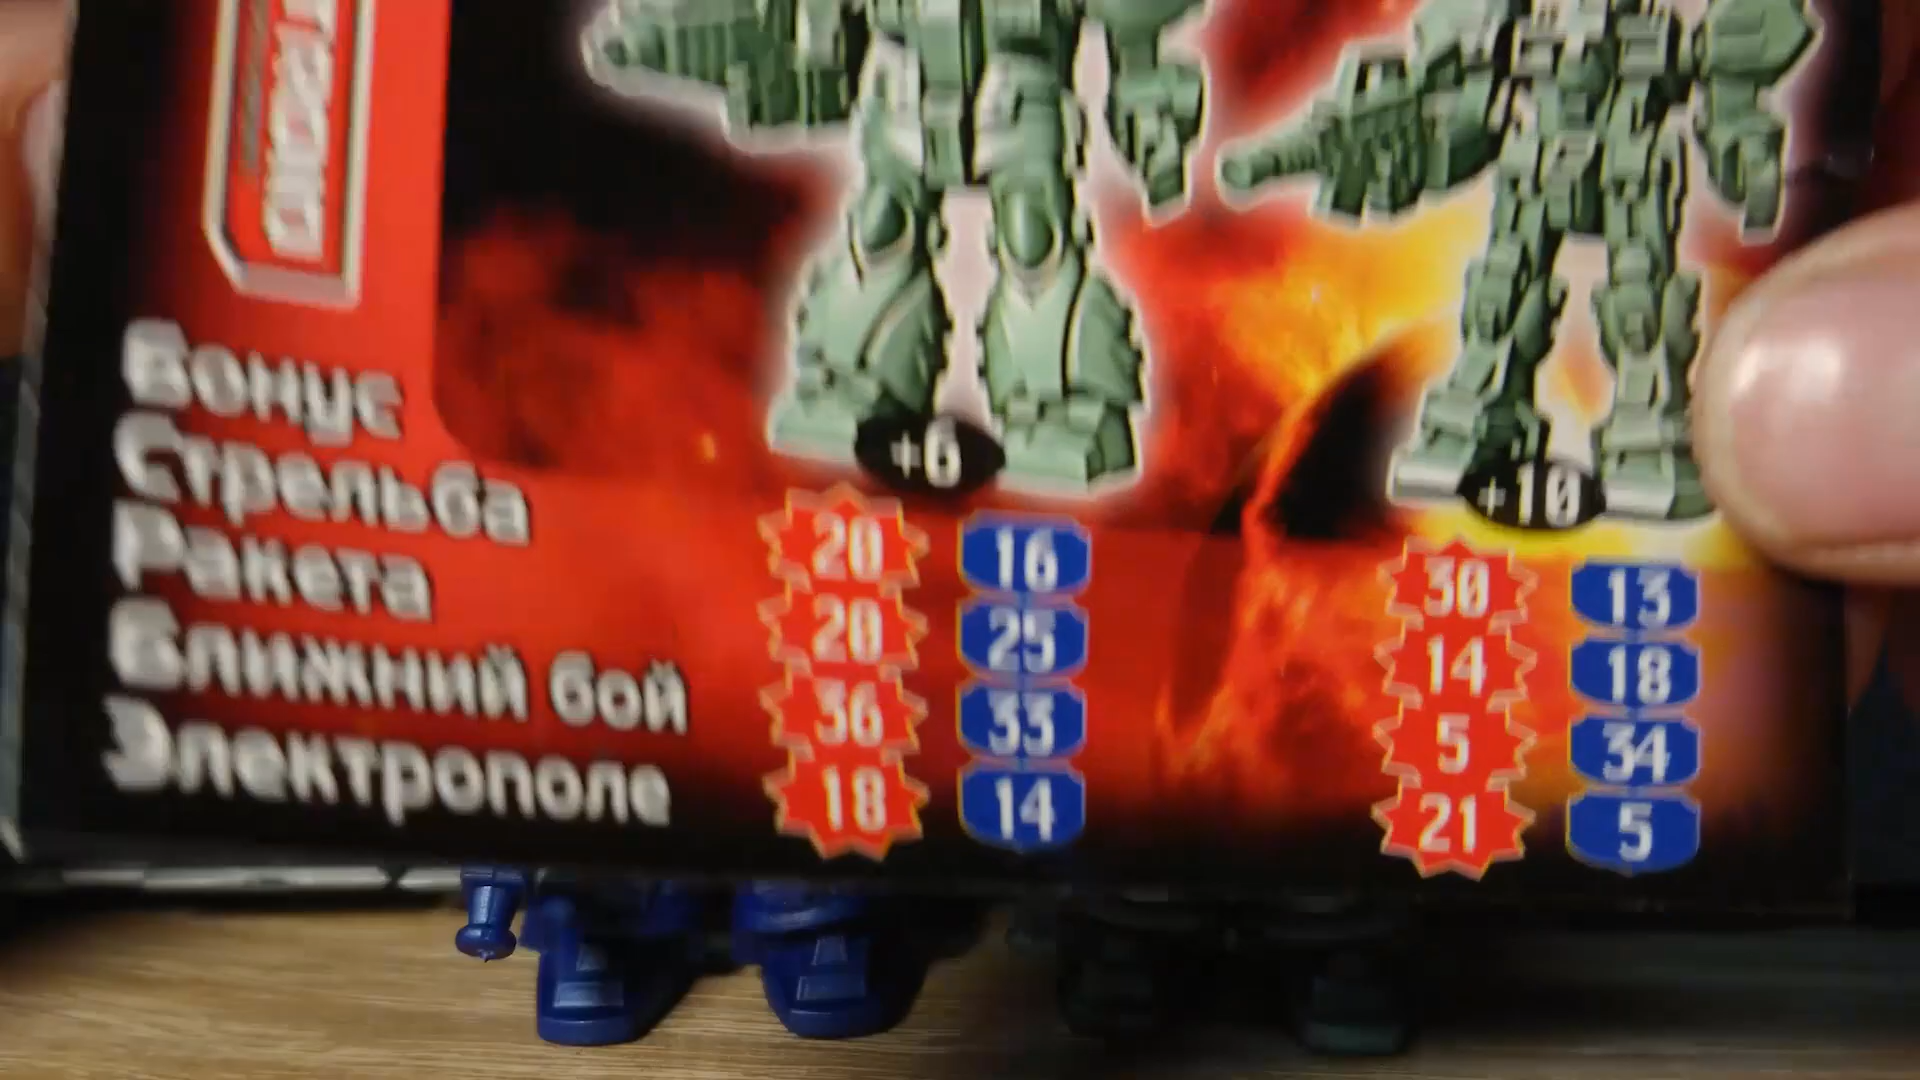 Бонус +6 +10
Стрельба 20 16 30 13
Ракета 20 25 14 18
Ближний бой 36 33 5 34
Электрополе 18 14 21 5